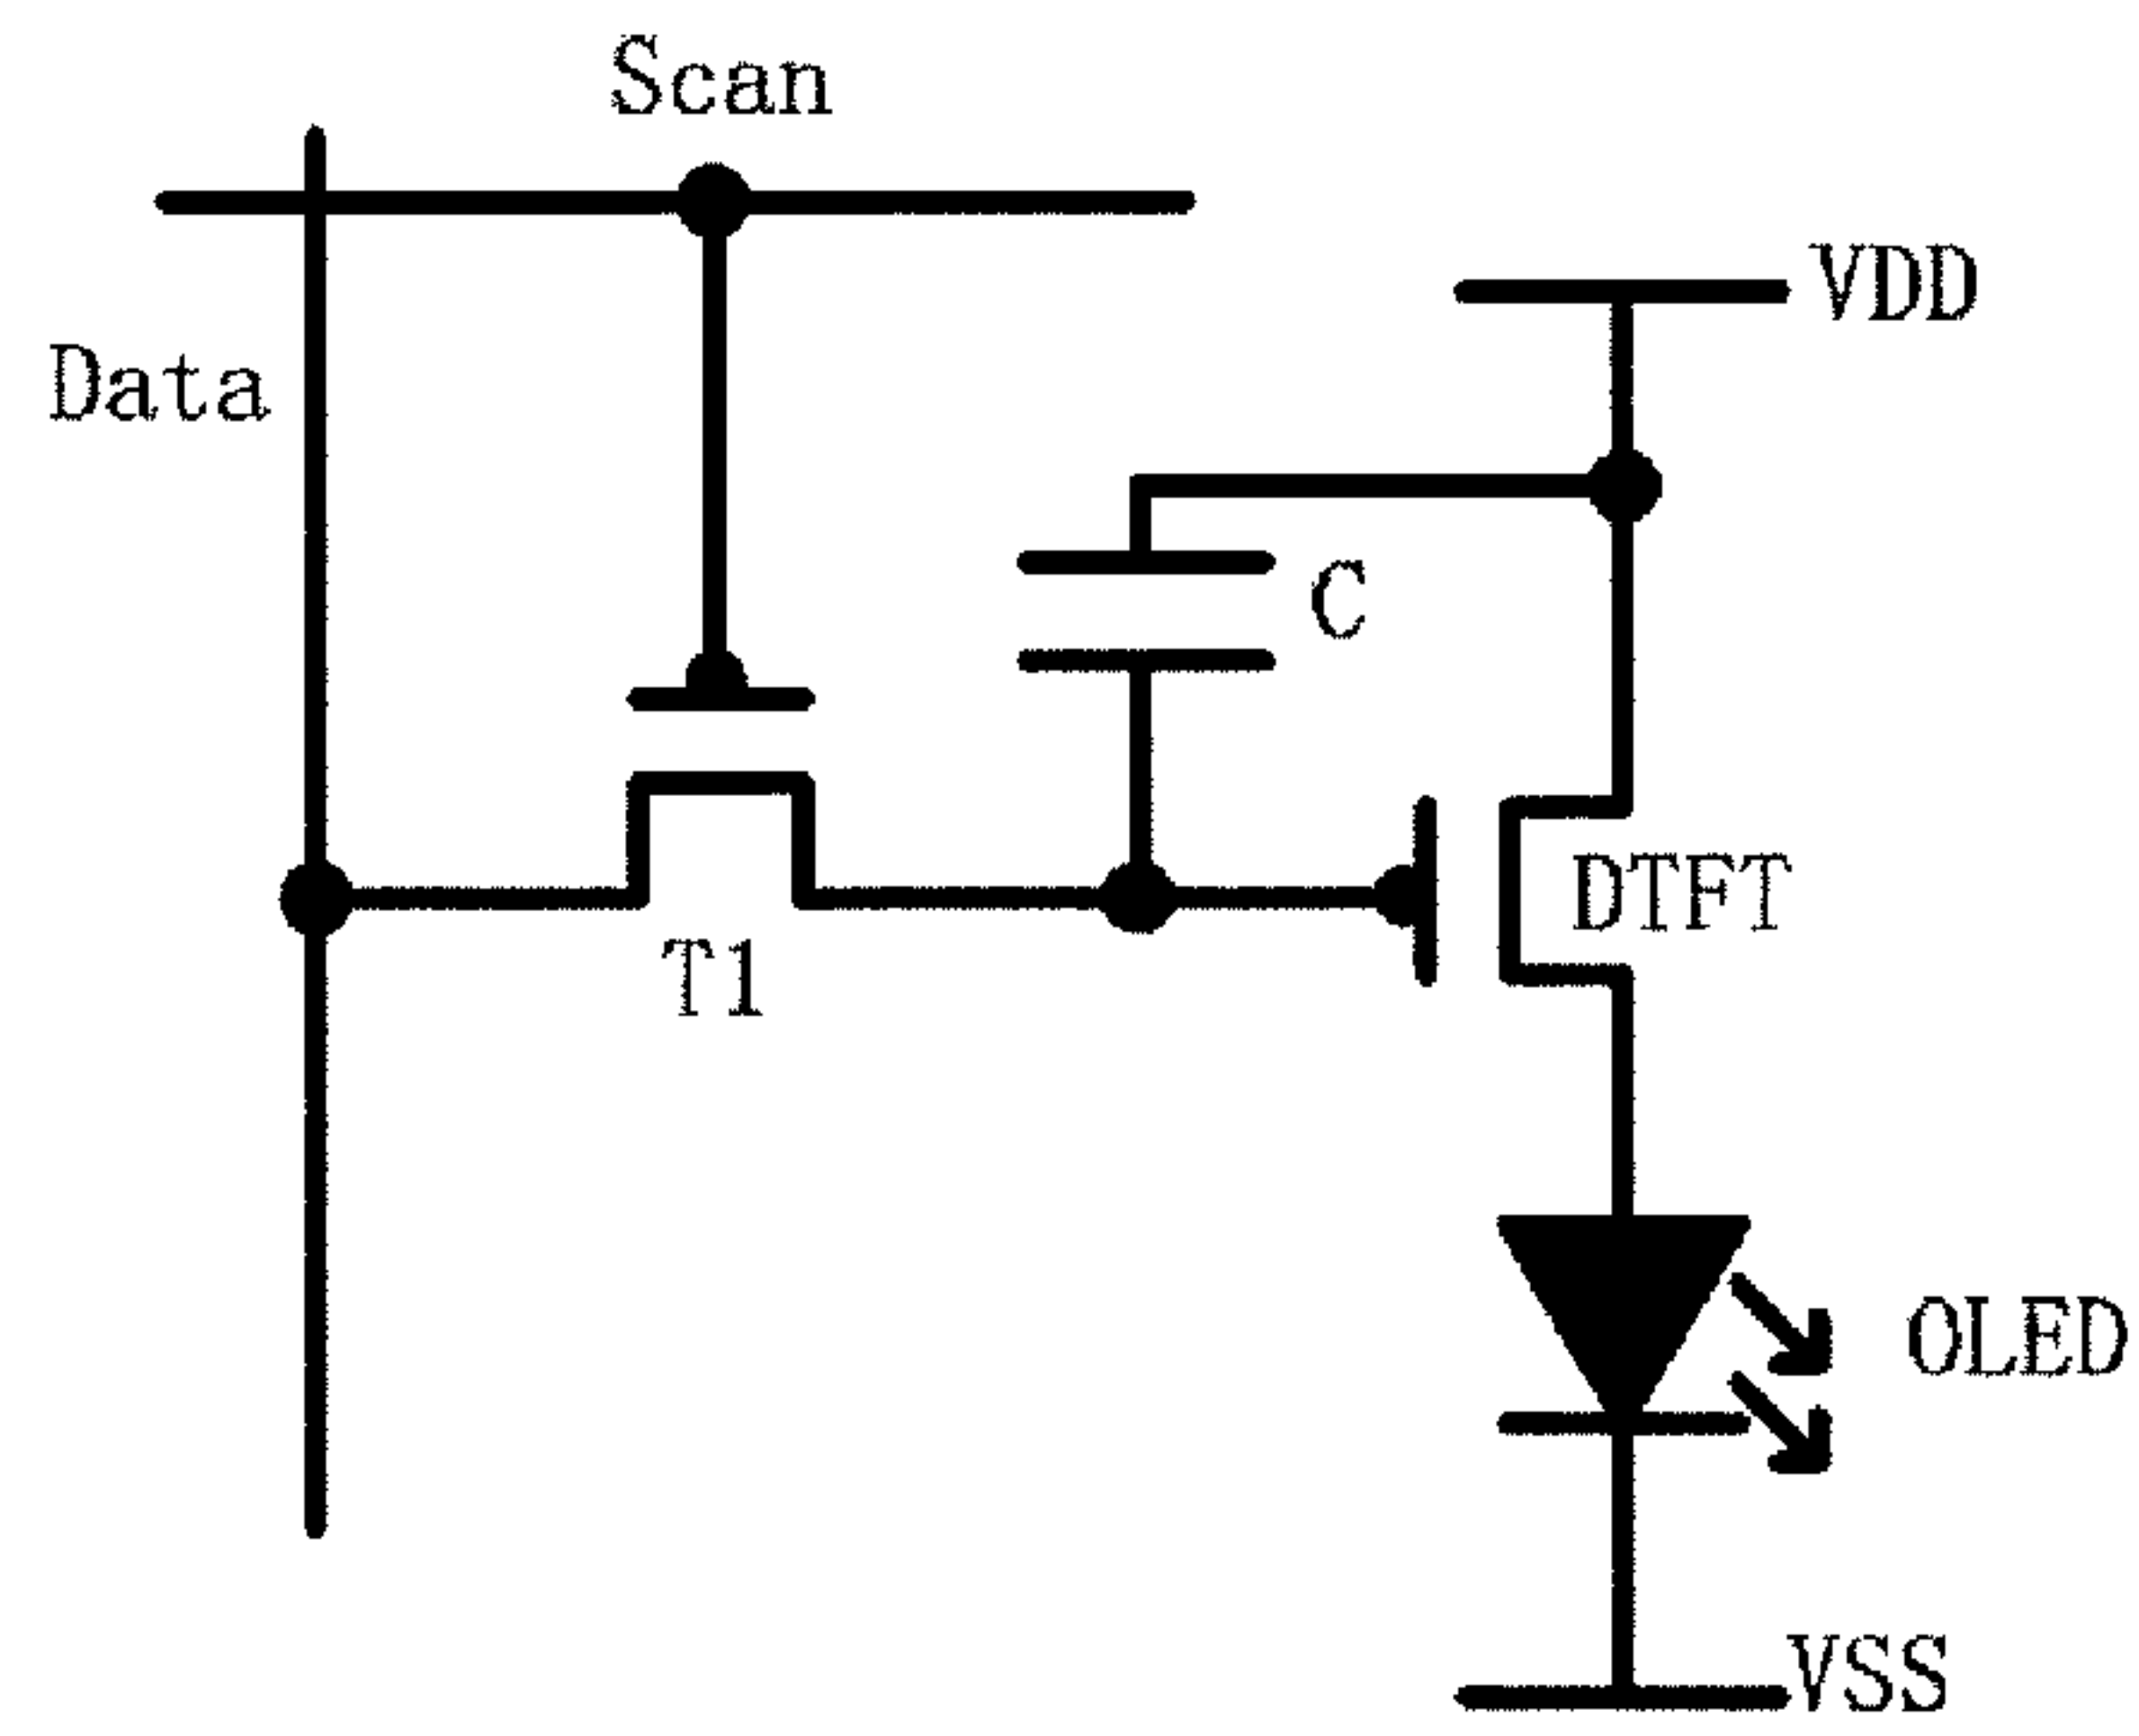 Scan
VDD
Data
C
DTFT
T1
OLED
VSS